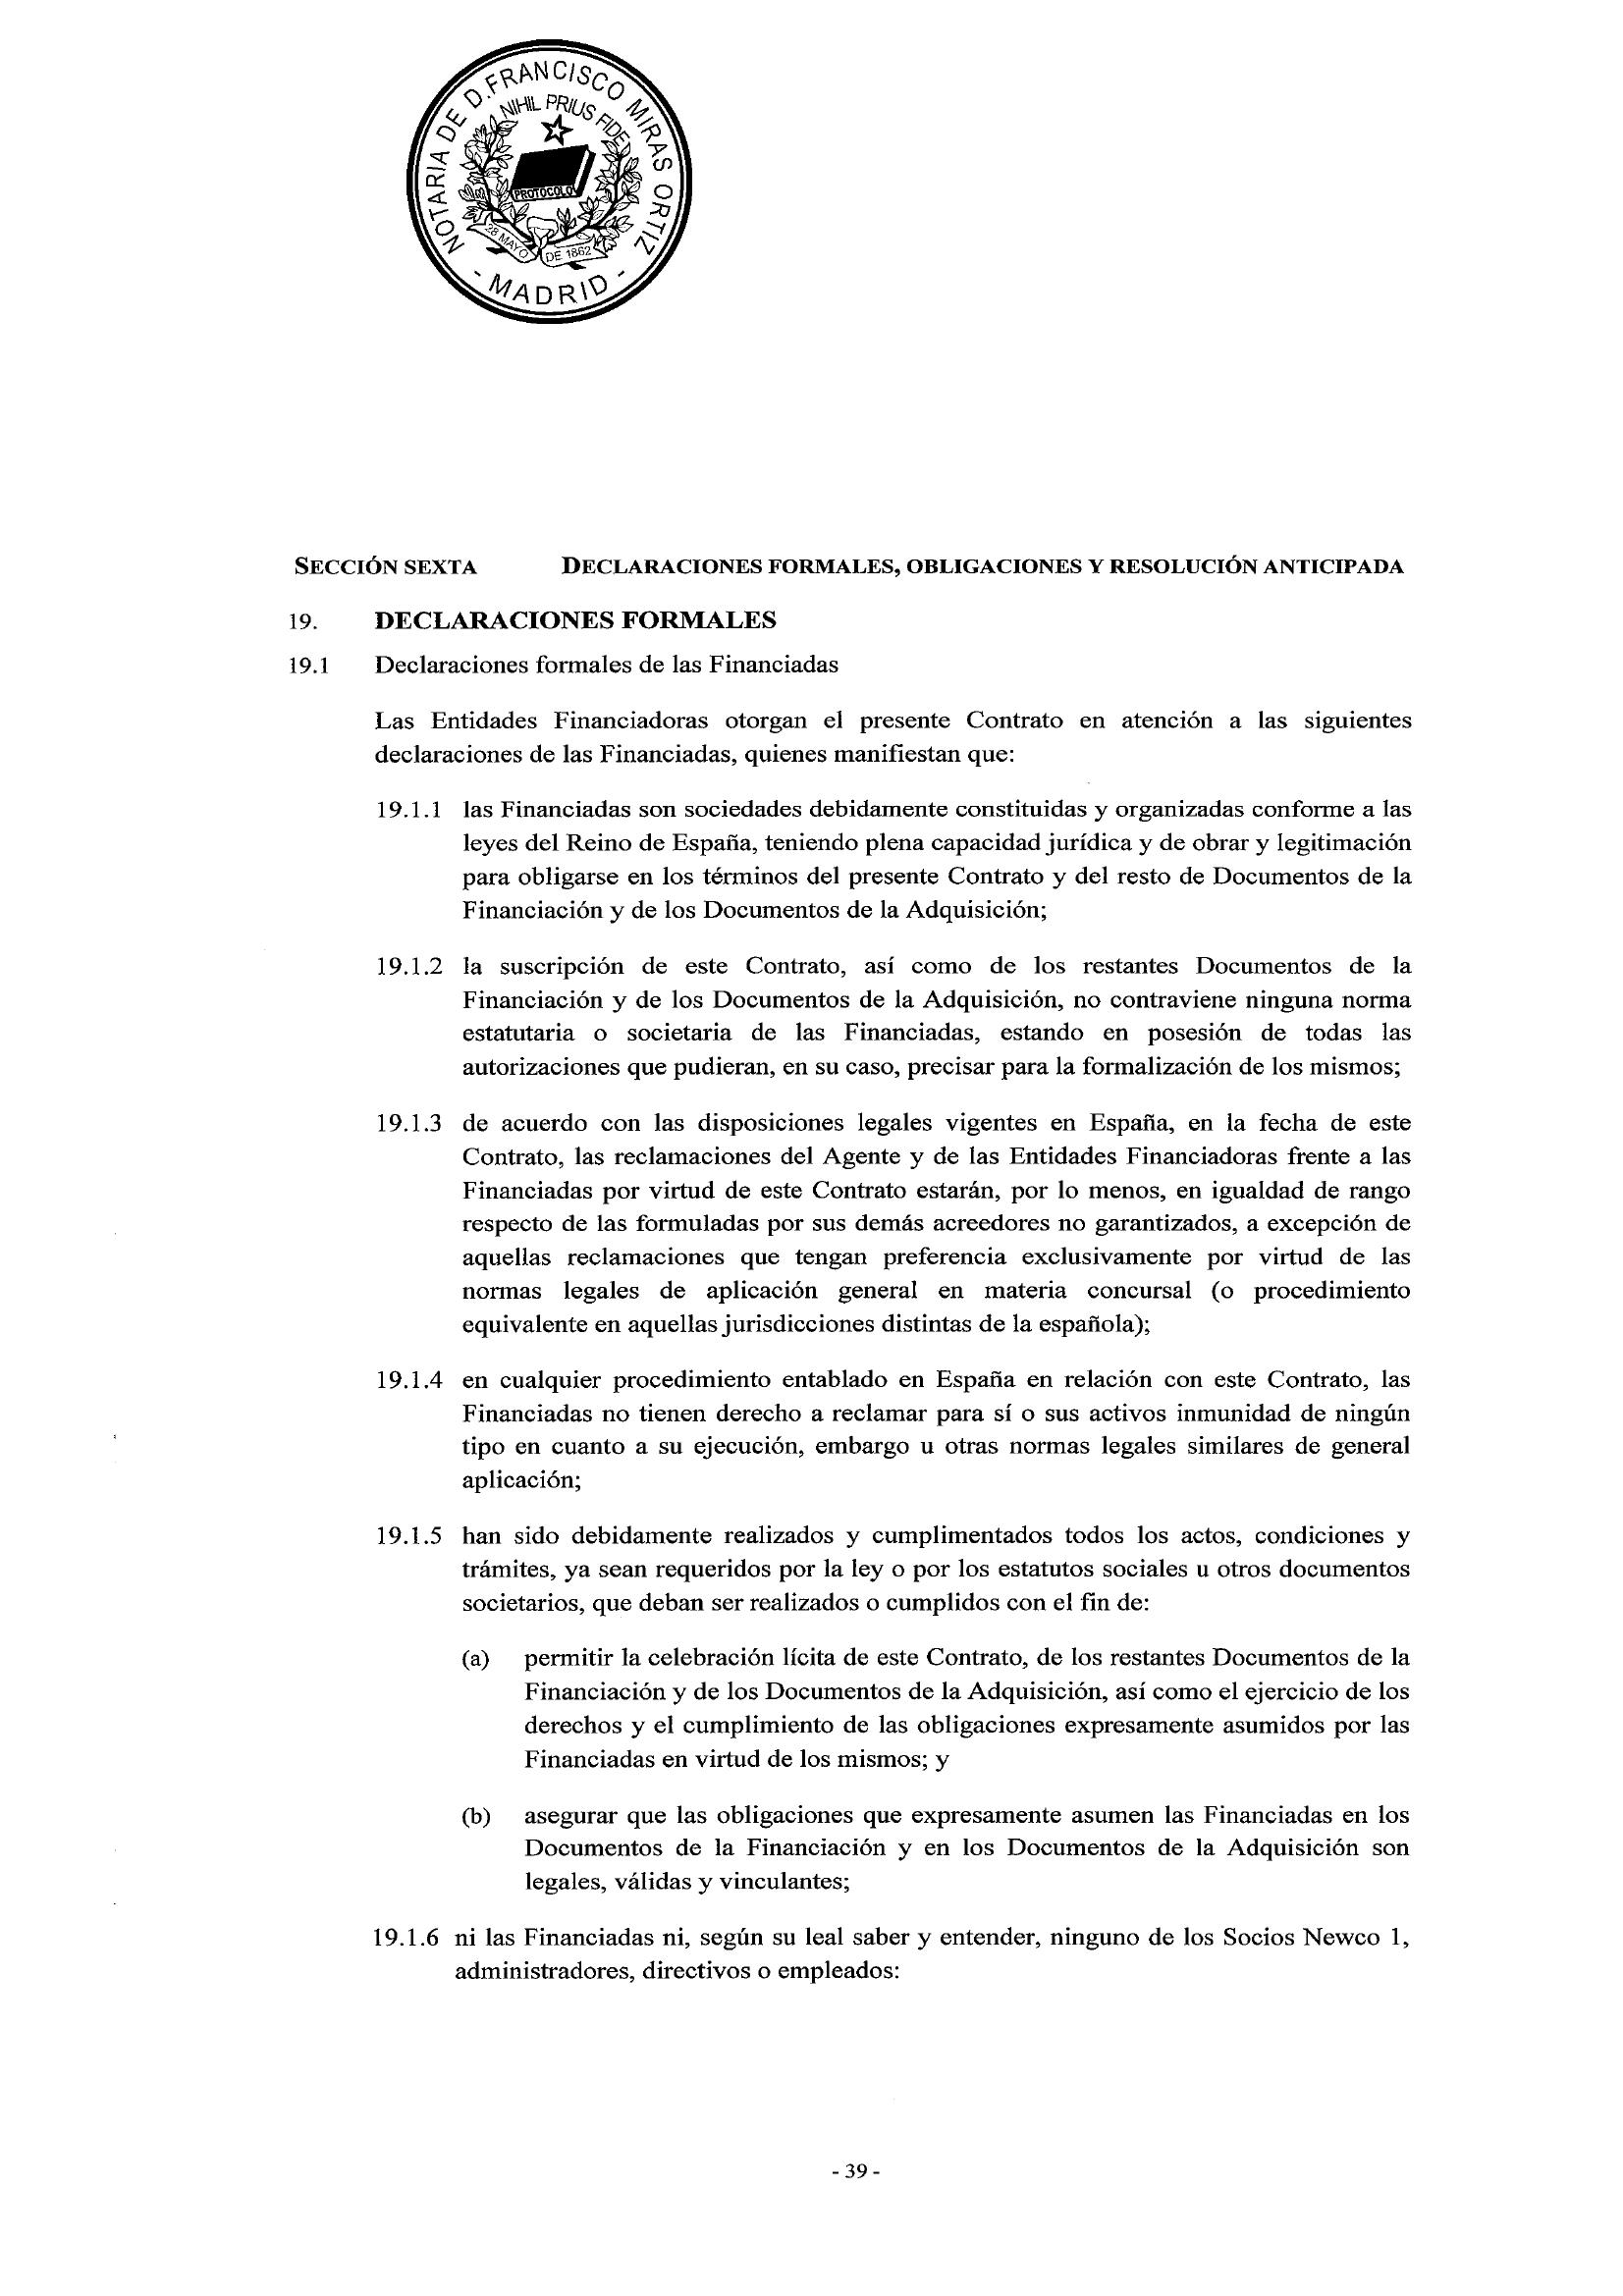 NOTARIA DE D.FRANCISCO MIRAS ORTIZ
NIHIL PRIUS FIDE
PROTOCOLO
28 MAYO DE 1862
- MADRID -
SECCIÓN SEXTA DECLARACIONES FORMALES, OBLIGACIONES Y RESOLUCIÓN ANTICIPADA
19. DECLARACIONES FORMALES
19.1 Declaraciones formales de las Financiadas
Las Entidades Financiadoras otorgan el presente Contrato en atención a las siguientes
declaraciones de las Financiadas, quienes manifiestan que:
19.1.1 las Financiadas son sociedades debidamente constituidas y organizadas conforme a las
leyes del Reino de España, teniendo plena capacidad jurídica y de obrar y legitimación
para obligarse en los términos del presente Contrato y del resto de Documentos de la
Financiación y de los Documentos de la Adquisición;
19.1.2 la suscripción de este Contrato, así como de los restantes Documentos de la
Financiación y de los Documentos de la Adquisición, no contraviene ninguna norma
estatutaria o societaria de las Financiadas, estando en posesión de todas las
autorizaciones que pudieran, en su caso, precisar para la formalización de los mismos;
19.1.3 de acuerdo con las disposiciones legales vigentes en España, en la fecha de este
Contrato, las reclamaciones del Agente y de las Entidades Financiadoras frente a las
Financiadas por virtud de este Contrato estarán, por lo menos, en igualdad de rango
respecto de las formuladas por sus demás acreedores no garantizados, a excepción de
aquellas reclamaciones que tengan preferencia exclusivamente por virtud de las
normas legales de aplicación general en materia concursal (o procedimiento
equivalente en aquellas jurisdicciones distintas de la española);
19.1.4 en cualquier procedimiento entablado en España en relación con este Contrato, las
Financiadas no tienen derecho a reclamar para sí o sus activos inmunidad de ningún
tipo en cuanto a su ejecución, embargo u otras normas legales similares de general
aplicación;
19.1.5 han sido debidamente realizados y cumplimentados todos los actos, condiciones y
trámites, ya sean requeridos por la ley o por los estatutos sociales u otros documentos
societarios, que deban ser realizados o cumplidos con el fin de:
(a) permitir la celebración lícita de este Contrato, de los restantes Documentos de la
Financiación y de los Documentos de la Adquisición, así como el ejercicio de los
derechos y el cumplimiento de las obligaciones expresamente asumidos por las
Financiadas en virtud de los mismos; y
(b) asegurar que las obligaciones que expresamente asumen las Financiadas en los
Documentos de la Financiación y en los Documentos de la Adquisición son
legales, válidas y vinculantes;
19.1.6 ni las Financiadas ni, según su leal saber y entender, ninguno de los Socios Newco 1,
administradores, directivos o empleados:
- 39 -